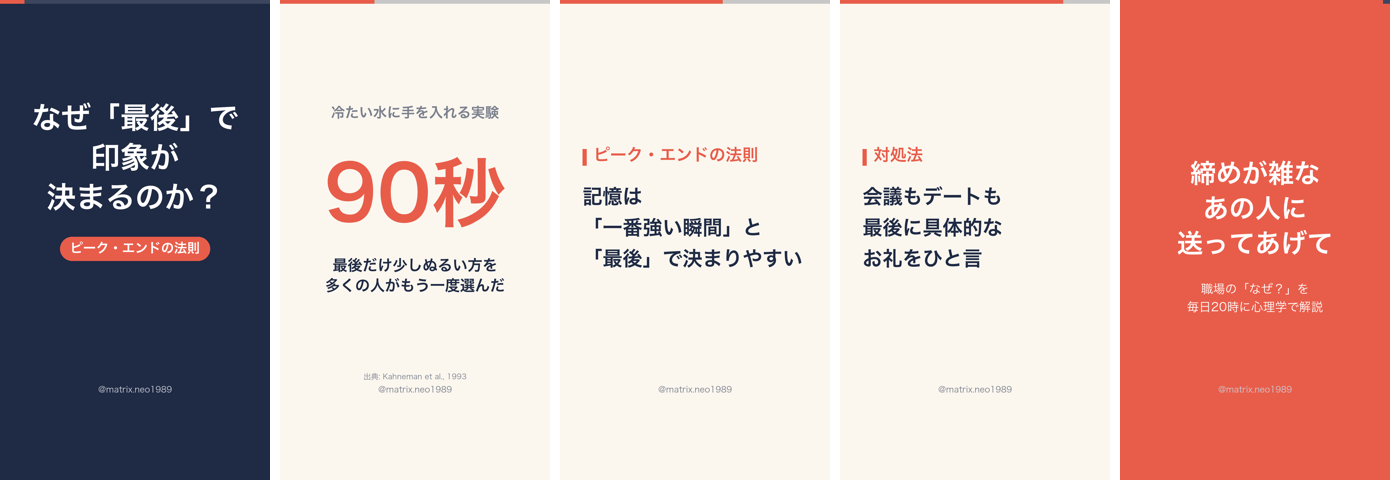 なぜ「最後」で
印象が
決まるのか？
ピーク・エンドの法則
@matrix.neo1989
冷たい水に手を入れる実験
90秒
最後だけ少しぬるい方を
多くの人がもう一度選んだ
出典: Kahneman et al., 1993
@matrix.neo1989
ピーク・エンドの法則
記憶は
「一番強い瞬間」と
「最後」で決まりやすい
@matrix.neo1989
対処法
会議もデートも
最後に具体的な
お礼をひと言
@matrix.neo1989
締めが雑な
あの人に
送ってあげて
職場の「なぜ？」を
毎日20時に心理学で解説
@matrix.neo1989